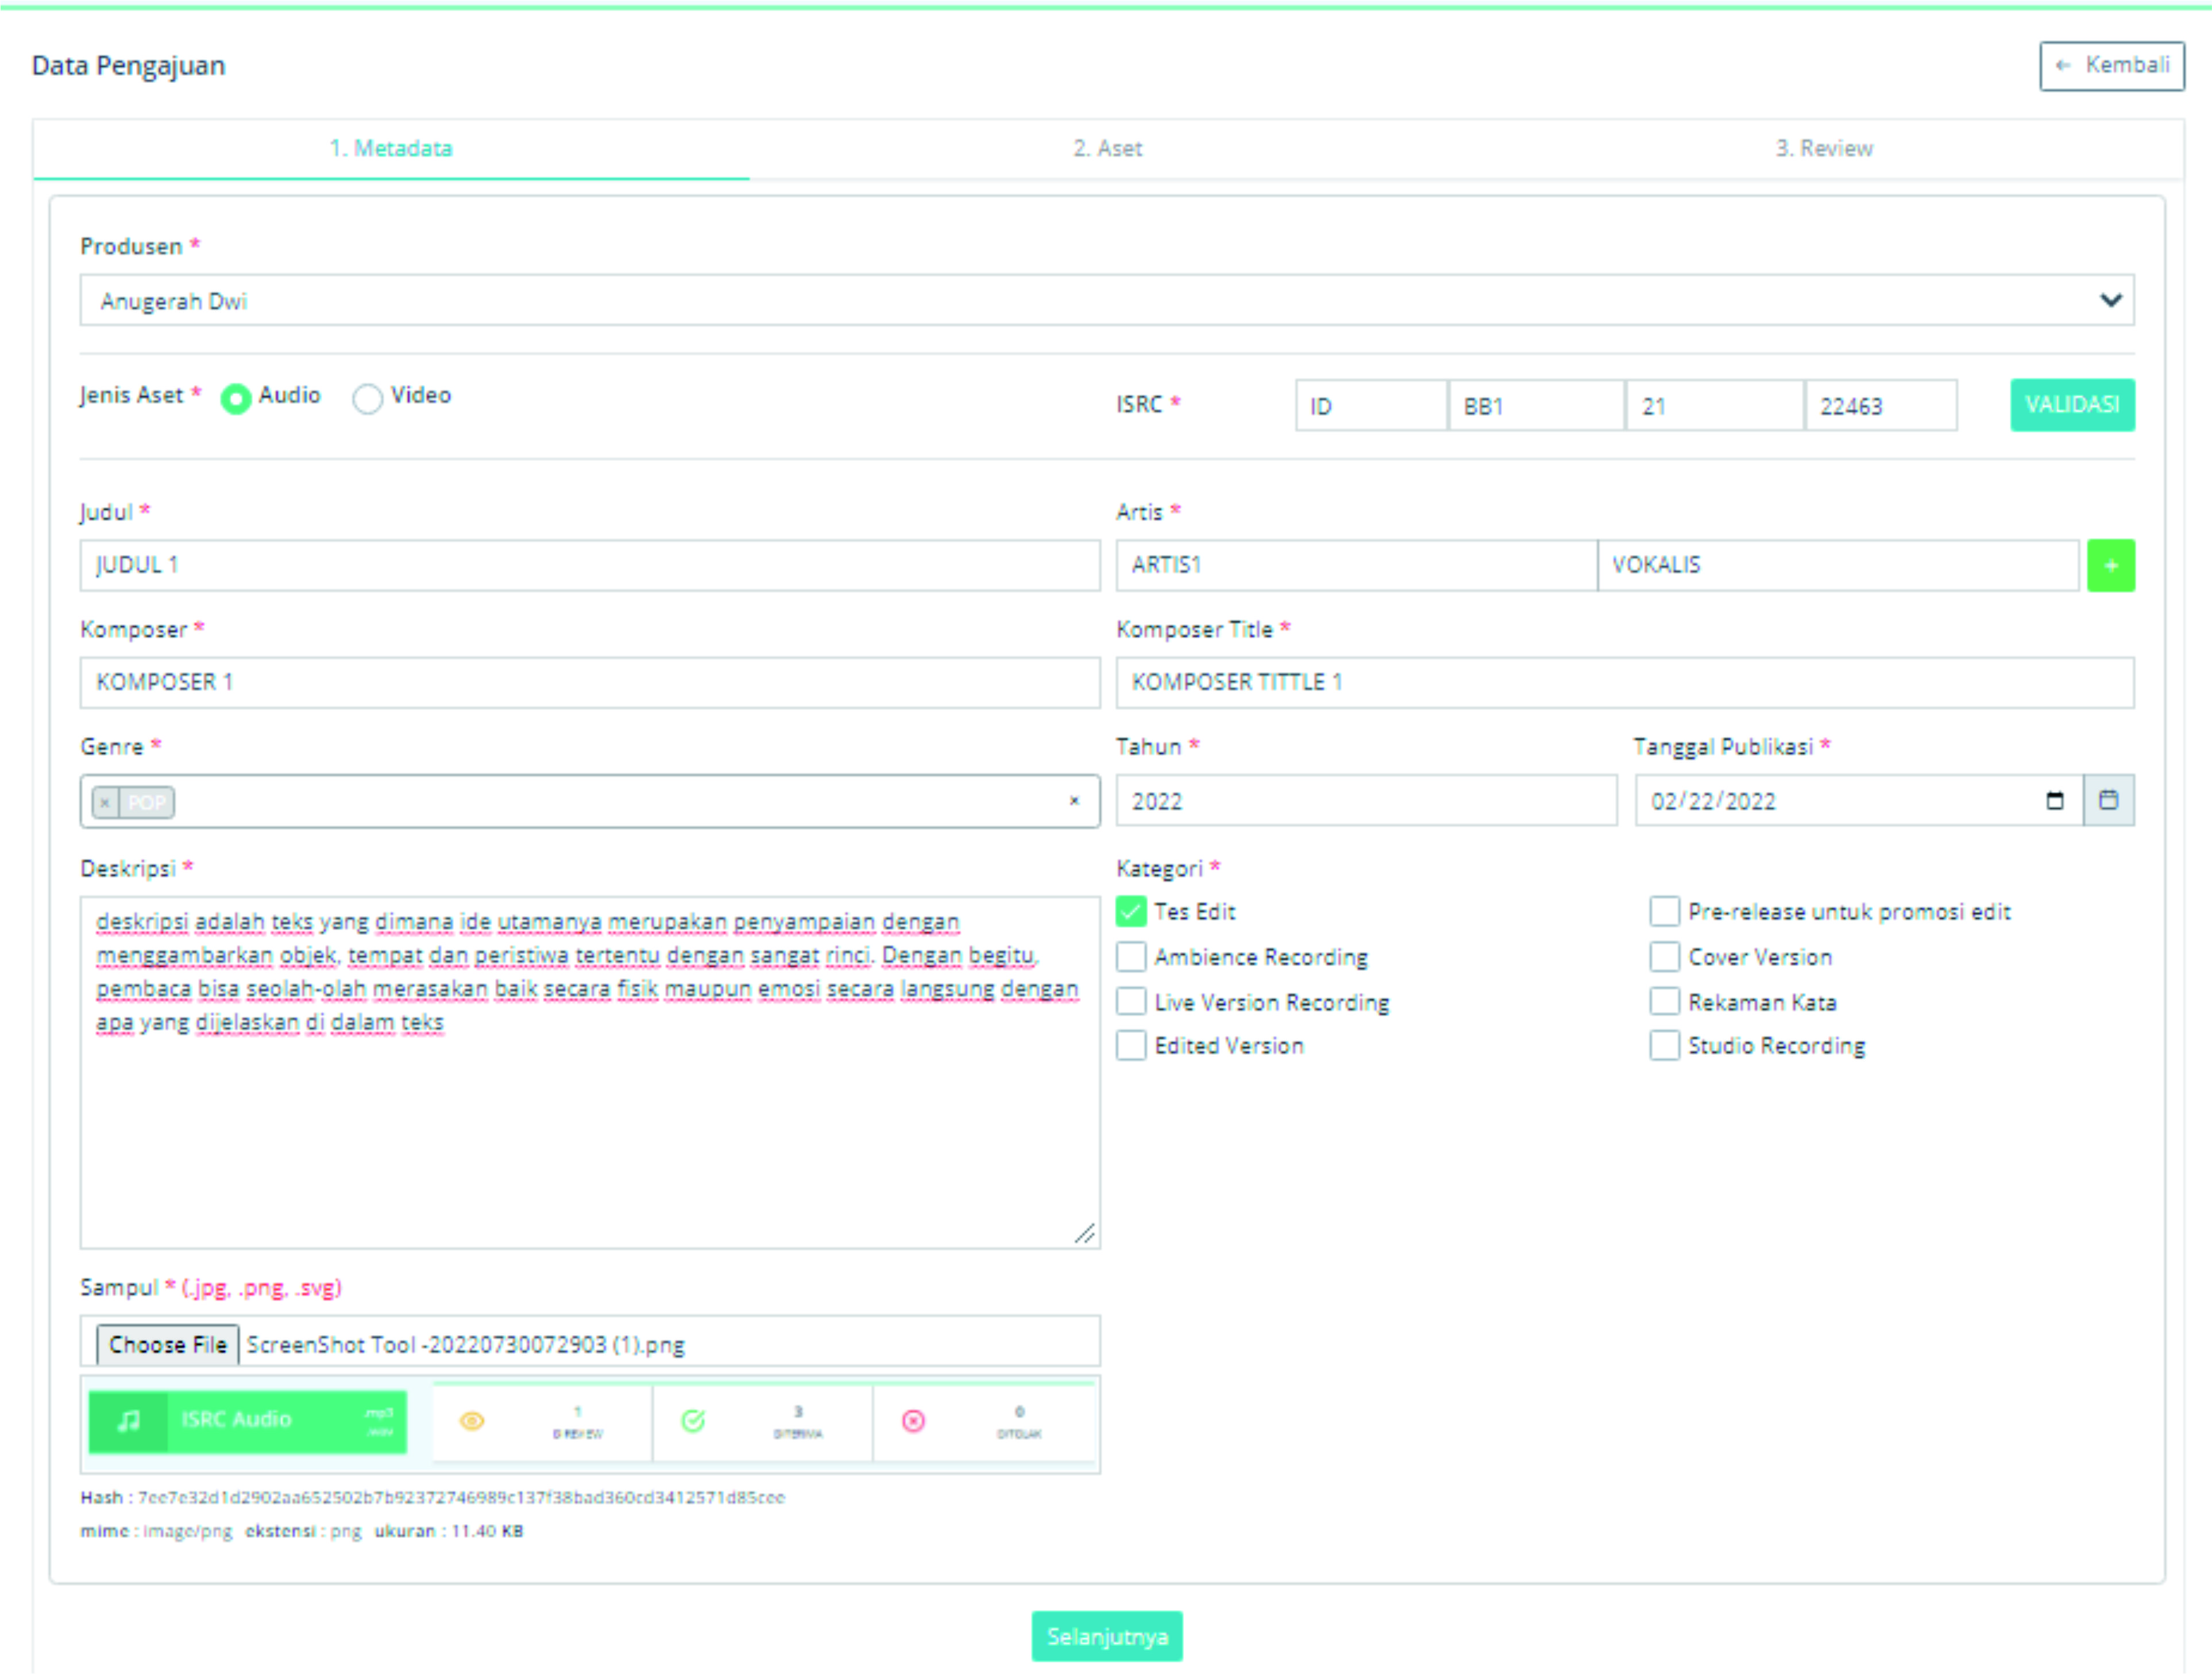 Data Pengajuan
← Kembali
1. Metadata 2. Aset 3. Review
Produsen *
Anugerah Dwi
Jenis Aset * Audio Video
ISRC * ID BB1 21 22463 VALIDASI
Judul * Artis *
JUDUL 1 ARTIS1 VOKALIS +
Komposer * Komposer Title *
KOMPOSER 1 KOMPOSER TITTLE 1
Genre * Tahun * Tanggal Publikasi *
× POP × 2022 02/22/2022
Deskripsi * Kategori *
deskripsi adalah teks yang dimana ide utamanya merupakan penyampaian dengan
menggambarkan objek, tempat dan peristiwa tertentu dengan sangat rinci. Dengan begitu,
pembaca bisa seolah-olah merasakan baik secara fisik maupun emosi secara langsung dengan
apa yang dijelaskan di dalam teks
Tes Edit Pre-release untuk promosi edit
Ambience Recording Cover Version
Live Version Recording Rekaman Kata
Edited Version Studio Recording
Sampul * (.jpg, .png, .svg)
Choose File ScreenShot Tool -20220730072903 (1).png
ISRC Audio .mp3 1 3 0
.wav DI REVIEW DITERIMA DITOLAK
Hash : 7ee7e32d1d2902aa652502b7b92372746989c137f38bad360cd3412571d85cee
mime : image/png ekstensi : png ukuran : 11.40 KB
Selanjutnya